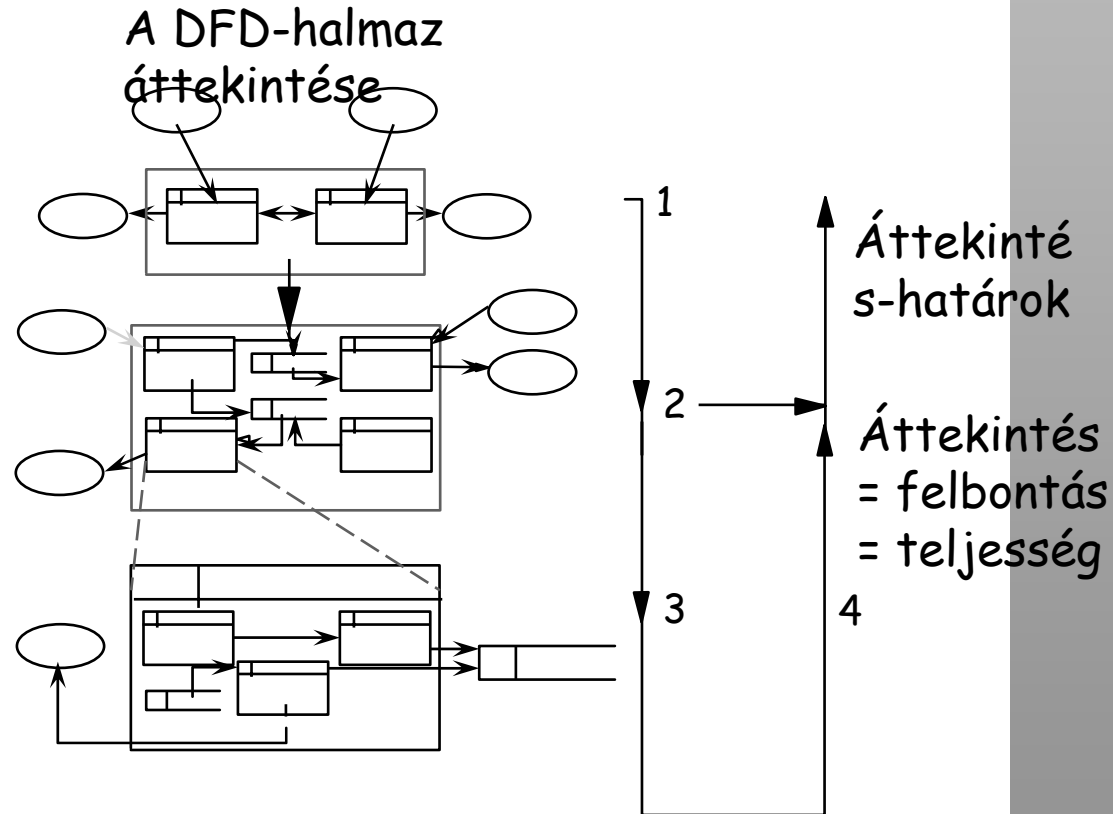 A DFD-halmaz
áttekintése
1
Áttekinté
s-határok
2
Áttekintés
= felbontás
= teljesség
3
4